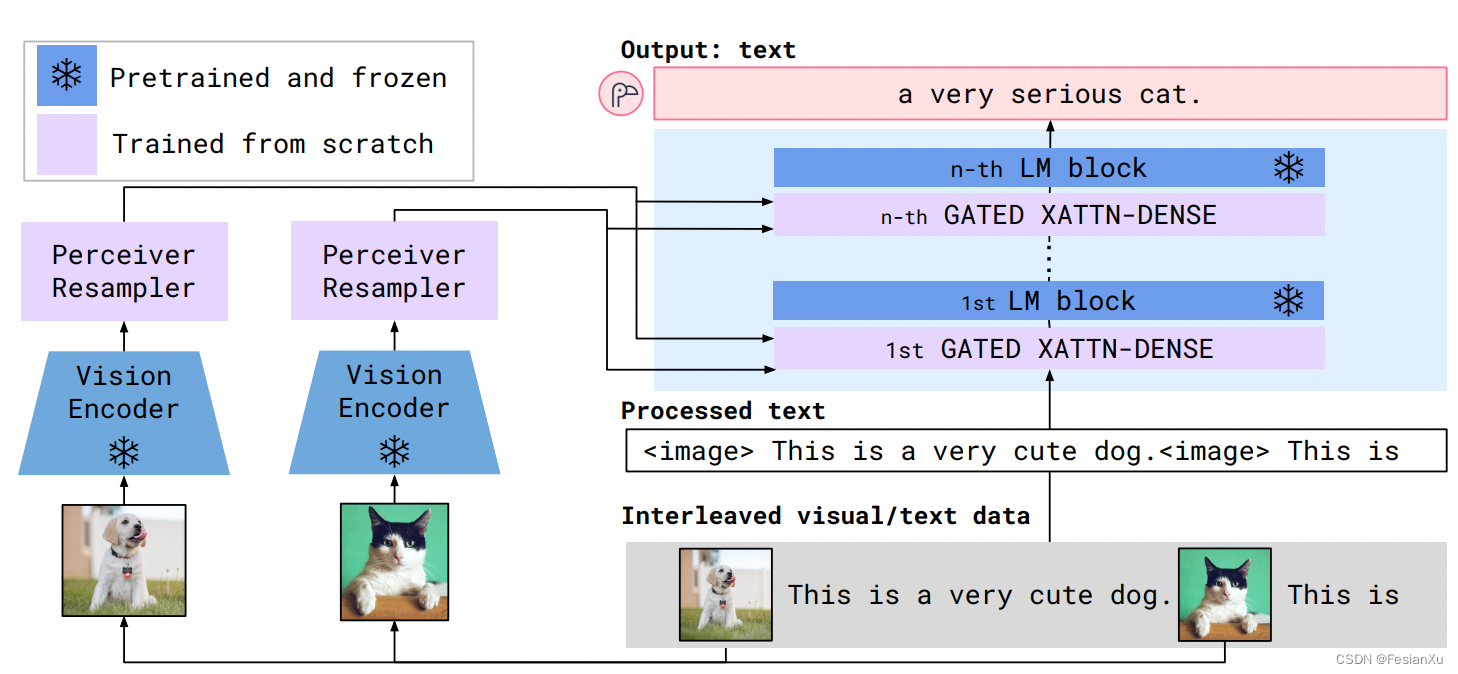 Pretrained and frozen
Trained from scratch
Perceiver
Resampler
Vision
Encoder
Perceiver
Resampler
Vision
Encoder
Output: text
a very serious cat.
n-th LM block
n-th GATED XATTN-DENSE
1st LM block
1st GATED XATTN-DENSE
Processed text
<image> This is a very cute dog.<image> This is
Interleaved visual/text data
This is a very cute dog.
This is
CSDN @FesianXu